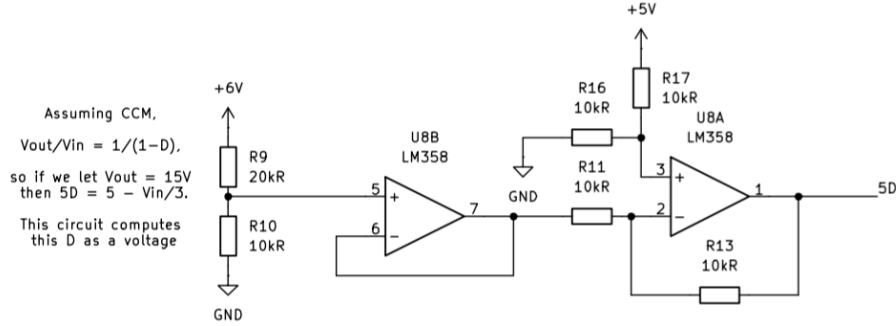 +5V
+6V
Assuming CCM,
Vout/Vin = 1/(1-D),
so if we let Vout = 15V
then 5D = 5 - Vin/3.
This circuit computes
this D as a voltage
R9
20kR
R10
10kR
GND
U8B
LM358
5
6
7
+
-
R16
10kR
R17
10kR
GND
R11
10kR
U8A
LM358
3
2
1
+
-
R13
10kR
5D